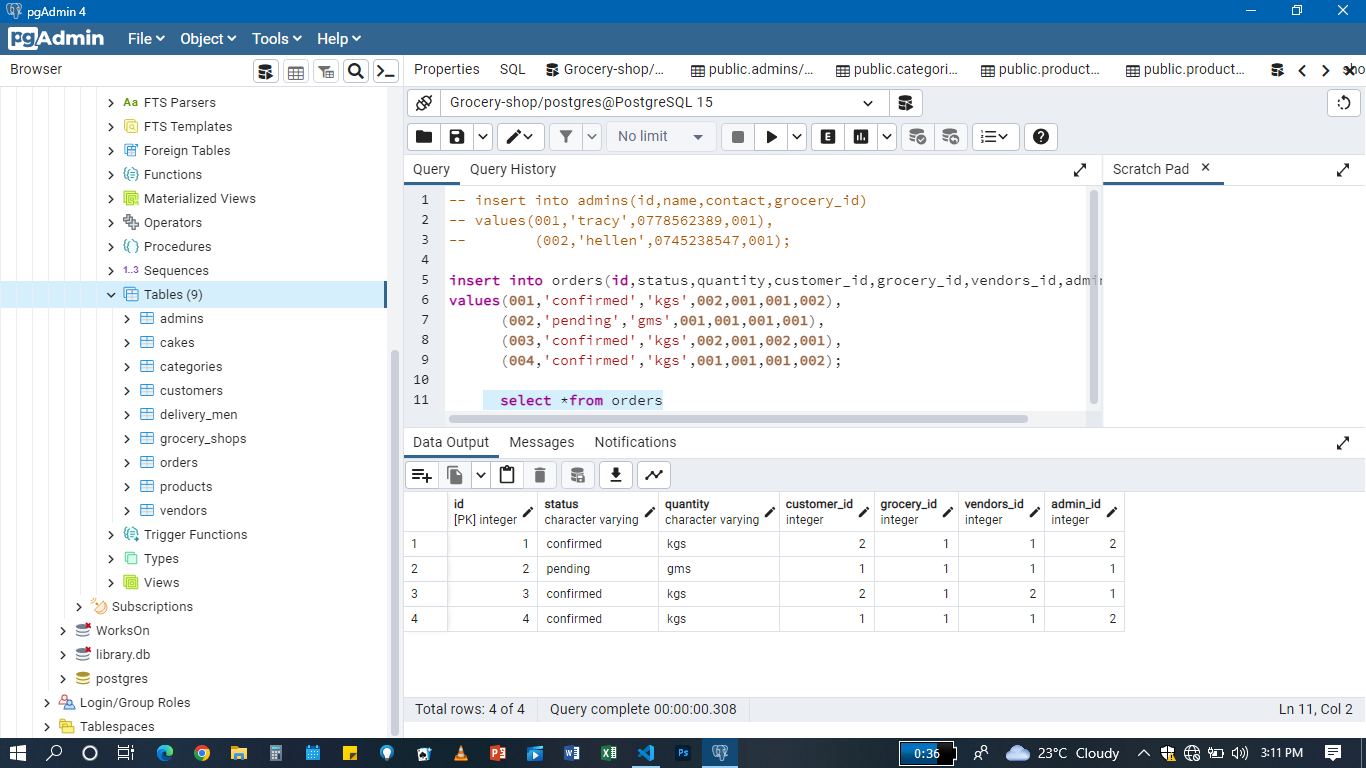 pgAdmin 4
pgAdmin
File Object Tools Help
Browser
Properties SQL Grocery-shop/... public.admins/... public.categori... public.product... public.product...
FTS Parsers
FTS Templates
Foreign Tables
Functions
Materialized Views
Operators
Procedures
1..3 Sequences
Tables (9)
admins
cakes
categories
customers
delivery_men
grocery_shops
orders
products
vendors
Trigger Functions
Types
Views
Subscriptions
WorksOn
library.db
postgres
Login/Group Roles
Tablespaces
Grocery-shop/postgres@PostgreSQL 15
No limit
Query Query History
Scratch Pad
1 -- insert into admins(id,name,contact,grocery_id)
2 -- values(001,'tracy',0778562389,001),
3 -- (002,'hellen',0745238547,001);
4
5 insert into orders(id,status,quantity,customer_id,grocery_id,vendors_id,admin
6 values(001,'confirmed','kgs',002,001,001,002),
7 (002,'pending','gms',001,001,001,001),
8 (003,'confirmed','kgs',002,001,002,001),
9 (004,'confirmed','kgs',001,001,001,002);
10
11 select *from orders
Data Output Messages Notifications
id status quantity customer_id grocery_id vendors_id admin_id
[PK] integer character varying character varying integer integer integer integer
1 1 confirmed kgs 2 1 1 2
2 2 pending gms 1 1 1 1
3 3 confirmed kgs 2 1 2 1
4 4 confirmed kgs 1 1 1 2
Total rows: 4 of 4 Query complete 00:00:00.308 Ln 11, Col 2
0:36 23°C Cloudy 3:11 PM